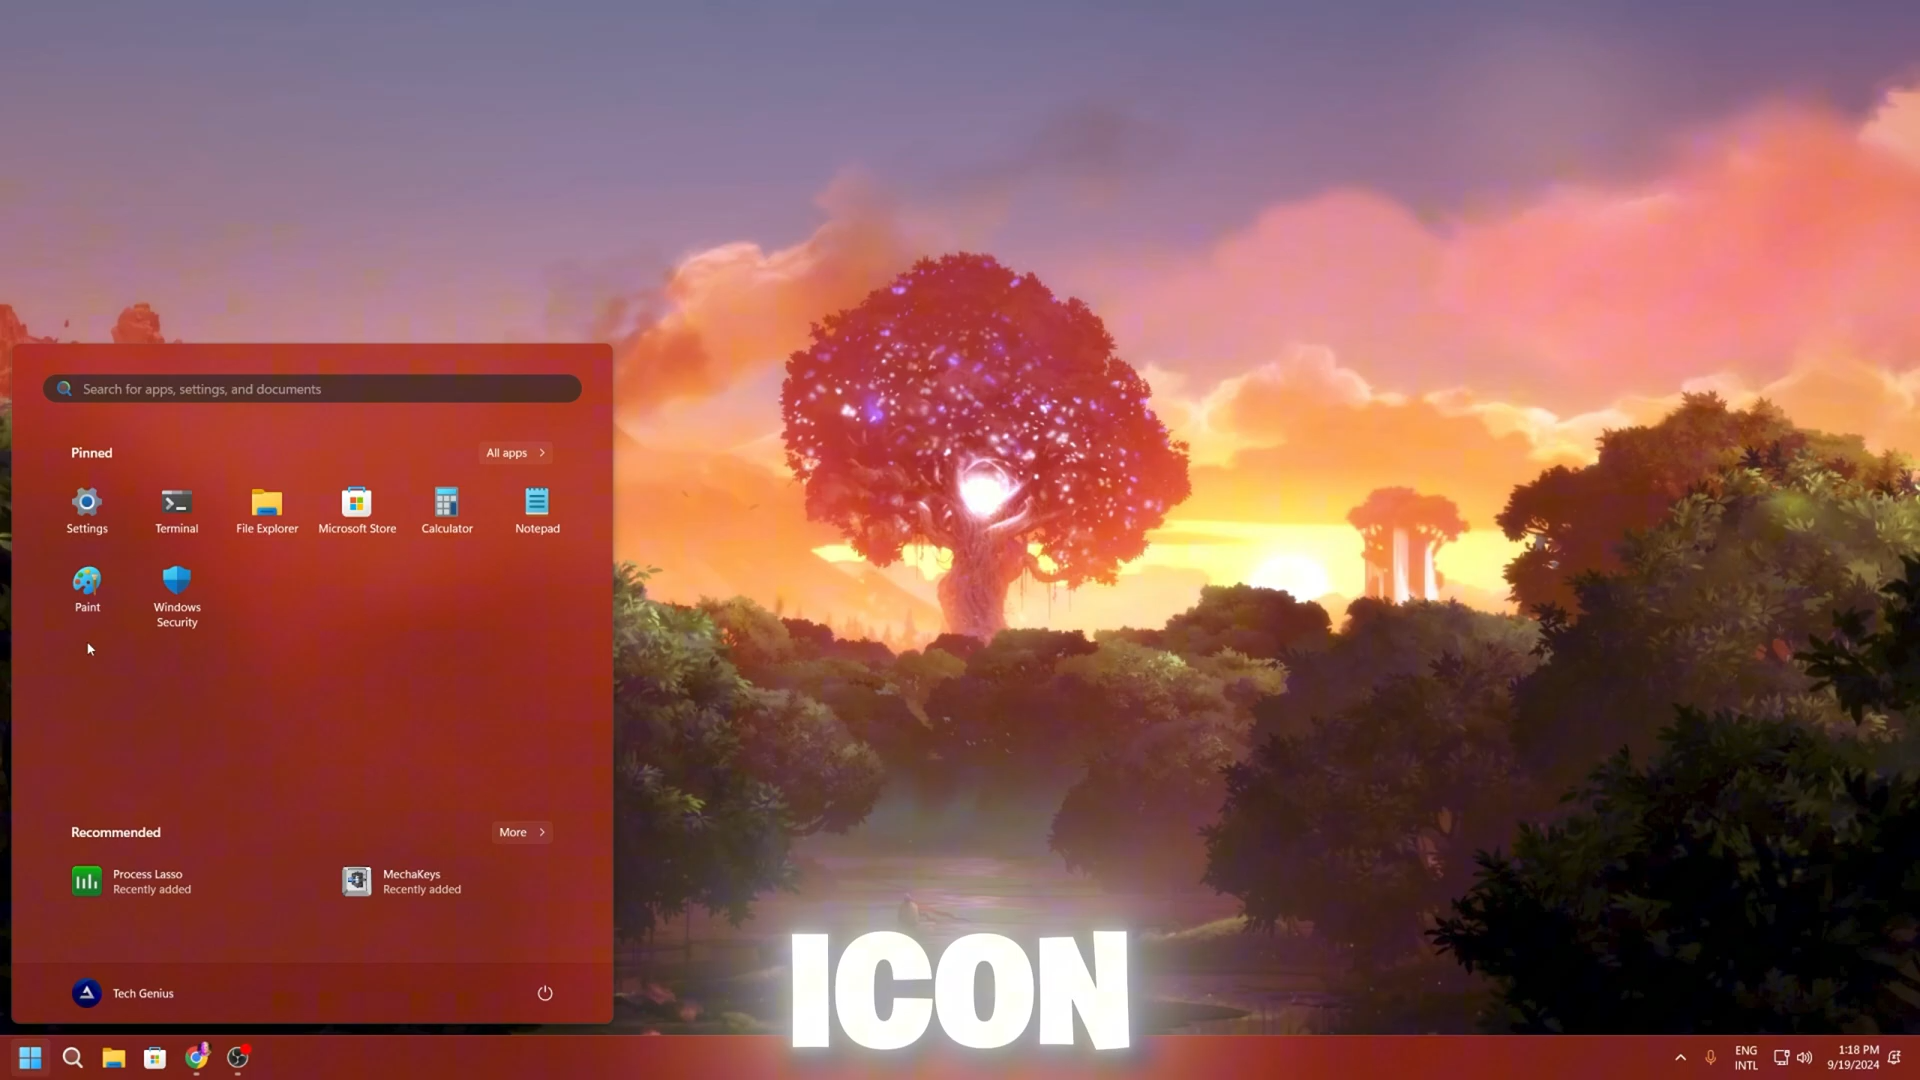 Search for apps, settings, and documents
Pinned
All apps
Settings
Terminal
File Explorer
Microsoft Store
Calculator
Notepad
Paint
Windows
Security
Recommended
More
Process Lasso
Recently added
MechaKeys
Recently added
Tech Genius
ICON
ENG
INTL
1:18 PM
9/19/2024